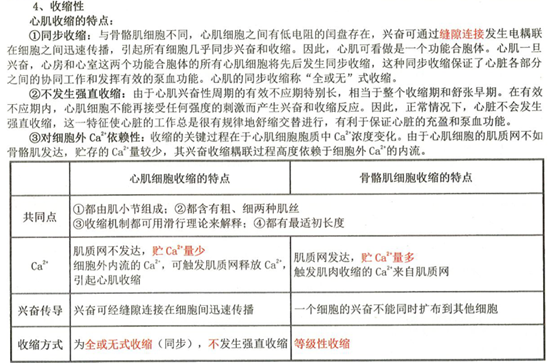 4、收缩性
心肌收缩的特点：
①同步收缩：与骨骼肌细胞不同，心肌细胞之间有低电阻的闰盘存在，兴奋可通过缝隙连接发生电耦联
在细胞之间迅速传播，引起所有细胞几乎同步兴奋和收缩。因此，心肌可看做是一个功能合胞体。心肌一旦
兴奋，心房和心室这两个功能合胞体的所有心肌细胞将先后发生同步收缩，这种同步收缩保证了心脏各部分
之间的协同工作和发挥有效的泵血功能。心肌的同步收缩称“全或无”式收缩。
②不发生强直收缩：由于心肌兴奋性周期的有效不应期特别长，相当于整个收缩期和舒张早期。在有效
不应期内，心肌细胞不能再接受任何强度的刺激而产生兴奋和收缩反应。因此，正常情况下，心脏不会发生
强直收缩，这一特征使心脏的工作总是很有规律地舒缩交替进行，有利于保证心脏的充盈和泵血功能。
③对细胞外Ca²⁺依赖性：收缩的关键过程在于心肌细胞胞质中Ca²⁺浓度变化。由于心肌细胞的肌质网不如
骨骼肌发达，贮存的Ca²⁺量较少，其兴奋收缩耦联过程高度依赖于细胞外Ca²⁺的内流。
心肌细胞收缩的特点 骨骼肌细胞收缩的特点
共同点 ①都由肌小节组成；②都含有粗、细两种肌丝
③收缩机制都可用滑行理论来解释；④都有最适初长度
Ca²⁺ 肌质网不发达，贮Ca²⁺量少
细胞外内流的Ca²⁺，可触发肌质网释放Ca²⁺，
引起心肌收缩
肌质网发达，贮Ca²⁺量多
触发肌肉收缩的Ca²⁺来自肌质网
兴奋传导 兴奋可经缝隙连接在细胞间迅速传播 一个细胞的兴奋不能同时扩布到其他细胞
收缩方式 为全或无式收缩（同步），不发生强直收缩 等级性收缩